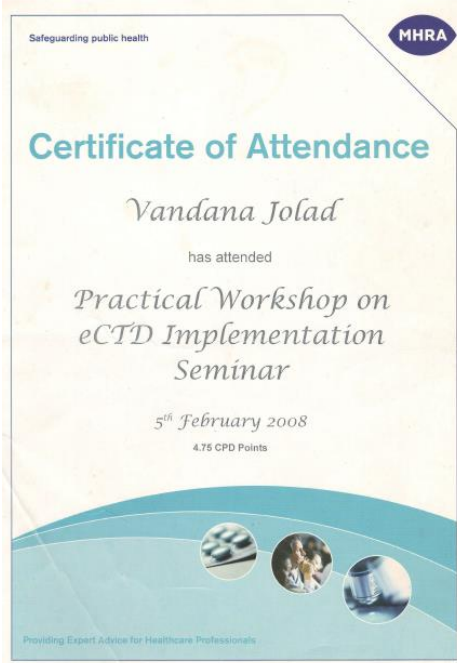 Safeguarding public health
MHRA
Certificate of Attendance
Vandana Jolad
has attended
Practical Workshop on
eCTD Implementation
Seminar
5th February 2008
4.75 CPD Points
Providing Expert Advice for Healthcare Professionals